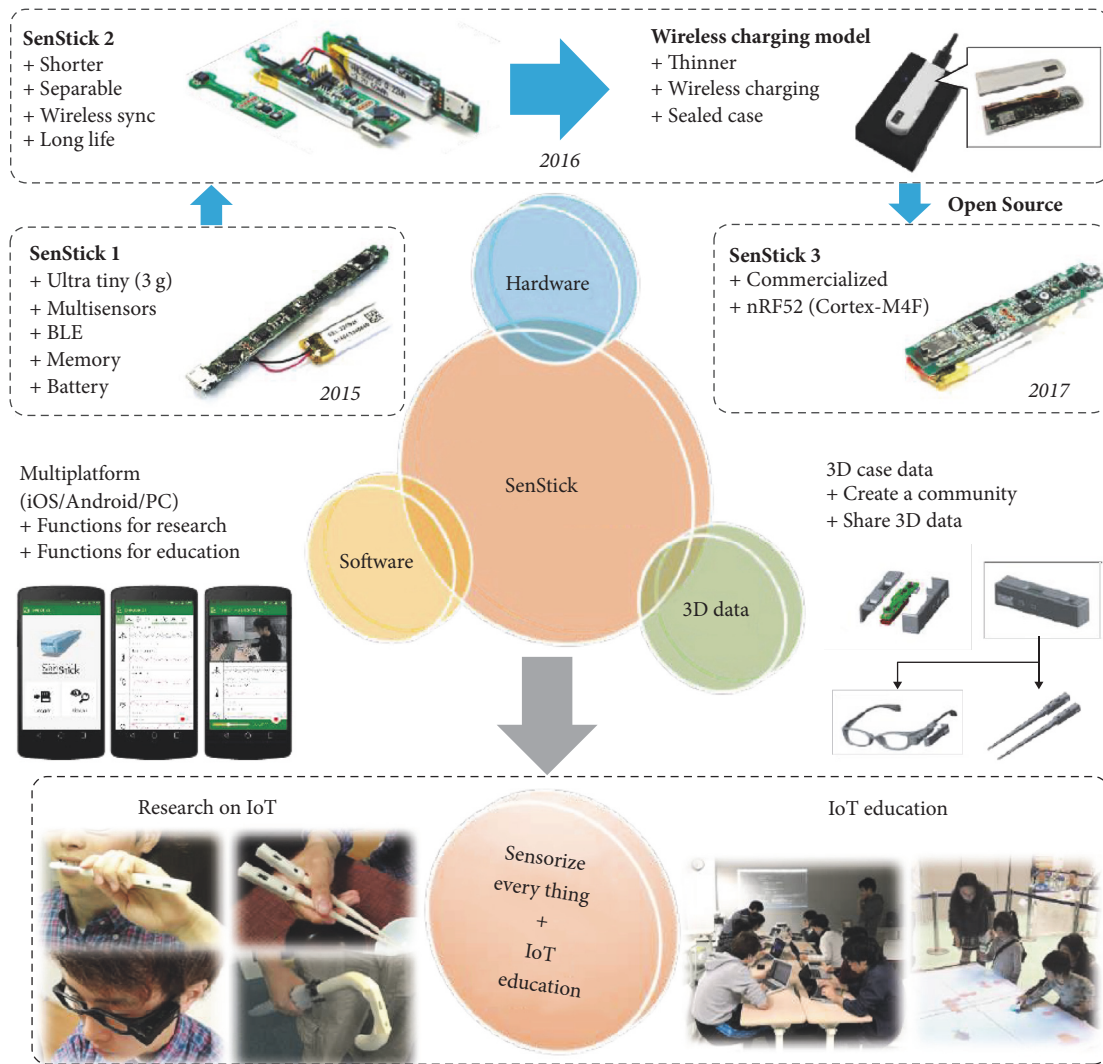 SenStick 2
+ Shorter
+ Separable
+ Wireless sync
+ Long life
Wireless charging model
+ Thinner
+ Wireless charging
+ Sealed case
2016
Open Source
SenStick 1
+ Ultra tiny (3 g)
+ Multisensors
+ BLE
+ Memory
+ Battery
2015
Hardware
SenStick 3
+ Commercialized
+ nRF52 (Cortex-M4F)
2017
SenStick
Software
3D data
Multiplatform
(iOS/Android/PC)
+ Functions for research
+ Functions for education
SenStick
3D case data
+ Create a community
+ Share 3D data
Research on IoT
Sensorize
every thing
+
IoT
education
IoT education